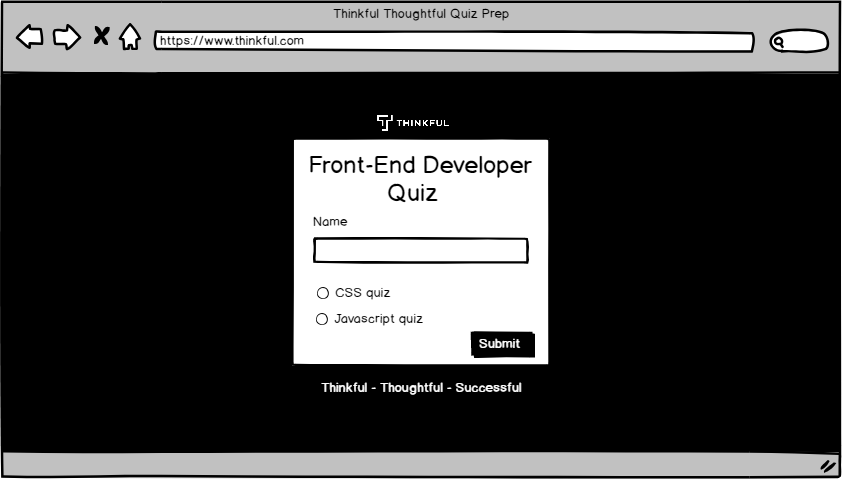 Thinkful Thoughtful Quiz Prep
https://www.thinkful.com
THINKFUL
Front-End Developer
Quiz
Name
CSS quiz
Javascript quiz
Submit
Thinkful - Thoughtful - Successful